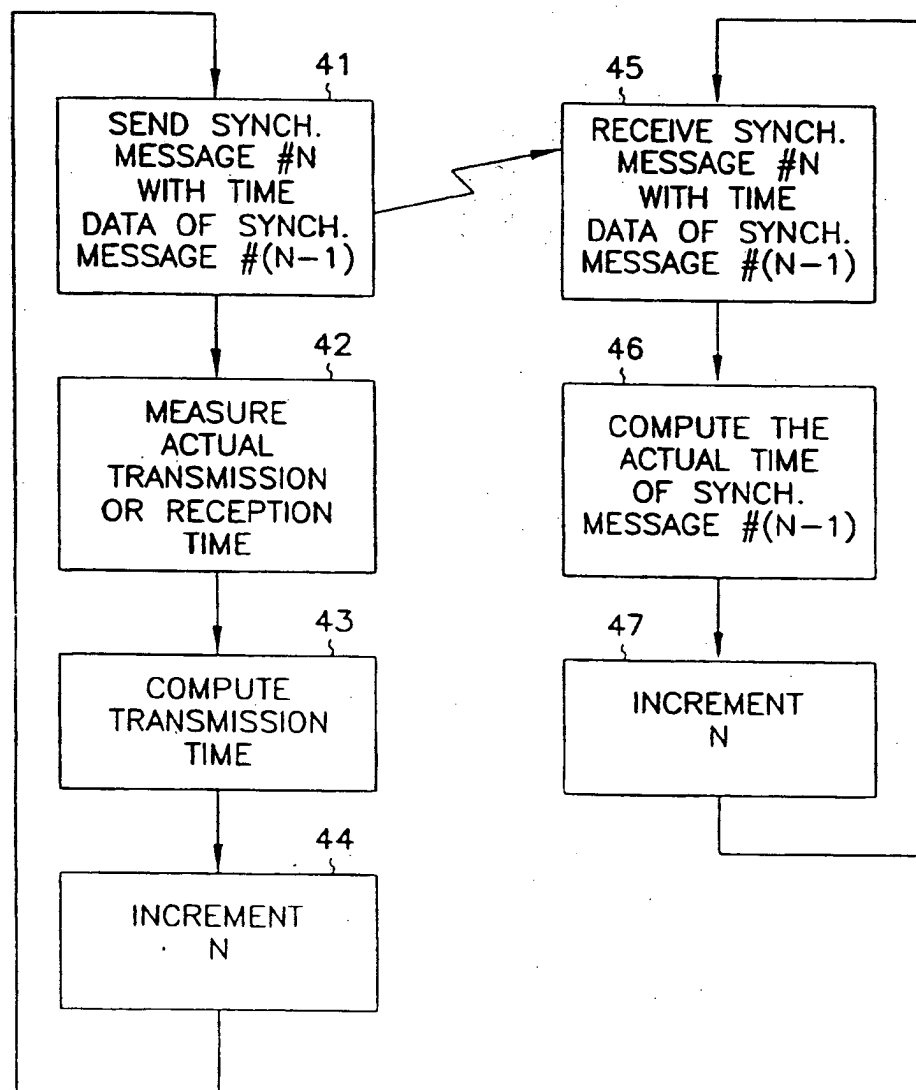 41
SEND SYNCH.
MESSAGE #N
WITH TIME
DATA OF SYNCH.
MESSAGE #(N-1)
42
MEASURE
ACTUAL
TRANSMISSION
OR RECEPTION
TIME
43
COMPUTE
TRANSMISSION
TIME
44
INCREMENT
N
45
RECEIVE SYNCH.
MESSAGE #N
WITH TIME
DATA OF SYNCH.
MESSAGE #(N-1)
46
COMPUTE THE
ACTUAL TIME
OF SYNCH.
MESSAGE #(N-1)
47
INCREMENT
N